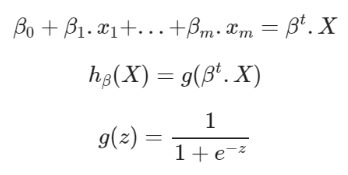 β₀ + β₁. x₁+...+βₘ. xₘ = βᵗ. X
h_β(X) = g(βᵗ. X)
g(z) = 1 / (1 + e⁻ᶻ)